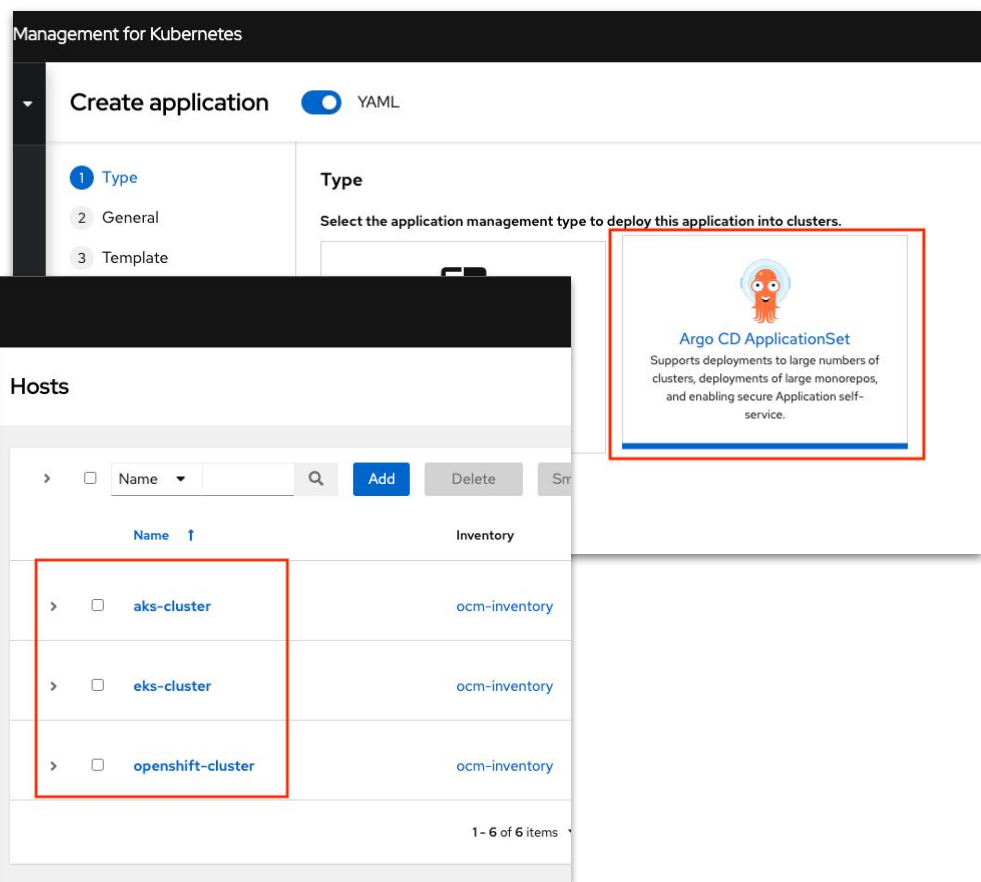 Management for Kubernetes
Create application
YAML
1 Type
2 General
3 Template
Type
Select the application management type to deploy this application into clusters.
Argo CD ApplicationSet
Supports deployments to large numbers of
clusters, deployments of large monorepos,
and enabling secure Application self-
service.
Hosts
Name
Add
Delete
Sm
Name
Inventory
aks-cluster
ocm-inventory
eks-cluster
ocm-inventory
openshift-cluster
ocm-inventory
1 - 6 of 6 items